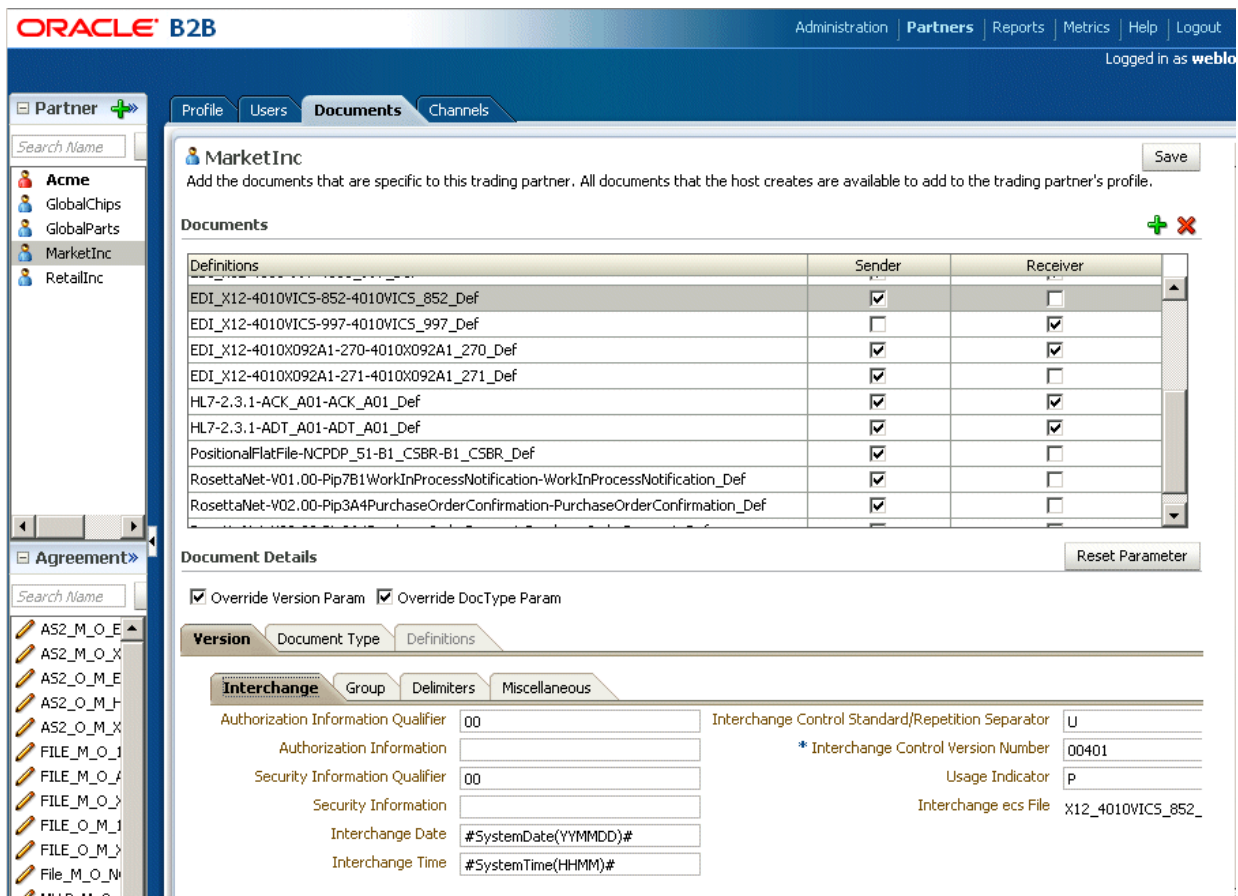 ORACLE B2B
Administration Partners Reports Metrics Help Logout
Logged in as weblo
Partner
Search Name
Acme
GlobalChips
GlobalParts
MarketInc
RetailInc
Agreement
Search Name
AS2_M_O_E
AS2_M_O_X
AS2_O_M_E
AS2_O_M_H
AS2_O_M_X
FILE_M_O_1
FILE_M_O_A
FILE_M_O_X
FILE_O_M_1
FILE_O_M_X
File_M_O_N
Profile Users Documents Channels
MarketInc
Save
Add the documents that are specific to this trading partner. All documents that the host creates are available to add to the trading partner's profile.
Documents
Definitions Sender Receiver
EDI_X12-4010VICS-852-4010VICS_852_Def
EDI_X12-4010VICS-997-4010VICS_997_Def
EDI_X12-4010X092A1-270-4010X092A1_270_Def
EDI_X12-4010X092A1-271-4010X092A1_271_Def
HL7-2.3.1-ACK_A01-ACK_A01_Def
HL7-2.3.1-ADT_A01-ADT_A01_Def
PositionalFlatFile-NCPDP_51-B1_CSBR-B1_CSBR_Def
RosettaNet-V01.00-Pip7B1WorkInProcessNotification-WorkInProcessNotification_Def
RosettaNet-V02.00-Pip3A4PurchaseOrderConfirmation-PurchaseOrderConfirmation_Def
Document Details
Reset Parameter
Override Version Param Override DocType Param
Version Document Type Definitions
Interchange Group Delimiters Miscellaneous
Authorization Information Qualifier 00 Interchange Control Standard/Repetition Separator U
Authorization Information * Interchange Control Version Number 00401
Security Information Qualifier 00 Usage Indicator P
Security Information Interchange ecs File X12_4010VICS_852_
Interchange Date #SystemDate(YYMMDD)#
Interchange Time #SystemTime(HHMM)#